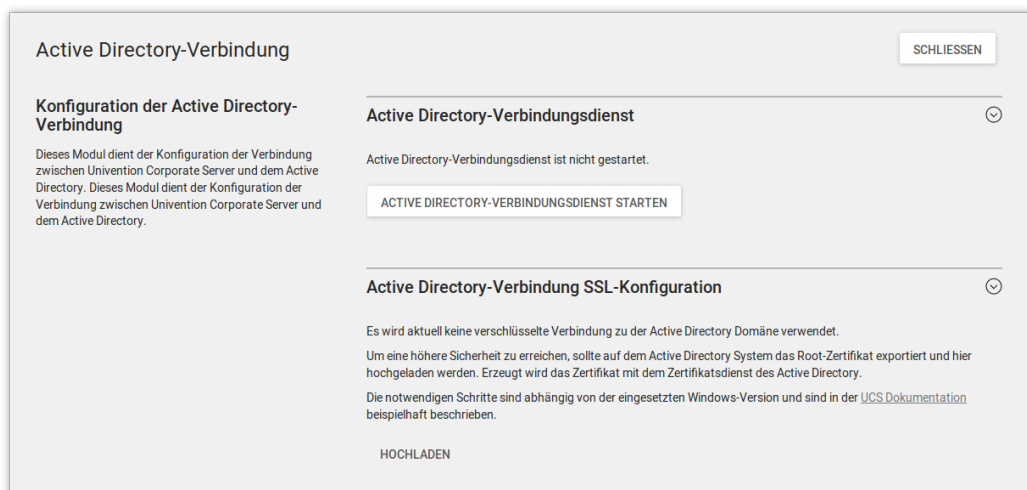 Active Directory-Verbindung
SCHLIESSEN
Konfiguration der Active Directory-
Verbindung
Dieses Modul dient der Konfiguration der Verbindung
zwischen Univention Corporate Server und dem Active
Directory. Dieses Modul dient der Konfiguration der
Verbindung zwischen Univention Corporate Server und
dem Active Directory.
Active Directory-Verbindungsdienst
Active Directory-Verbindungsdienst ist nicht gestartet.
ACTIVE DIRECTORY-VERBINDUNGSDIENST STARTEN
Active Directory-Verbindung SSL-Konfiguration
Es wird aktuell keine verschlüsselte Verbindung zu der Active Directory Domäne verwendet.
Um eine höhere Sicherheit zu erreichen, sollte auf dem Active Directory System das Root-Zertifikat exportiert und hier
hochgeladen werden. Erzeugt wird das Zertifikat mit dem Zertifikatsdienst des Active Directory.
Die notwendigen Schritte sind abhängig von der eingesetzten Windows-Version und sind in der UCS Dokumentation
beispielhaft beschrieben.
HOCHLADEN